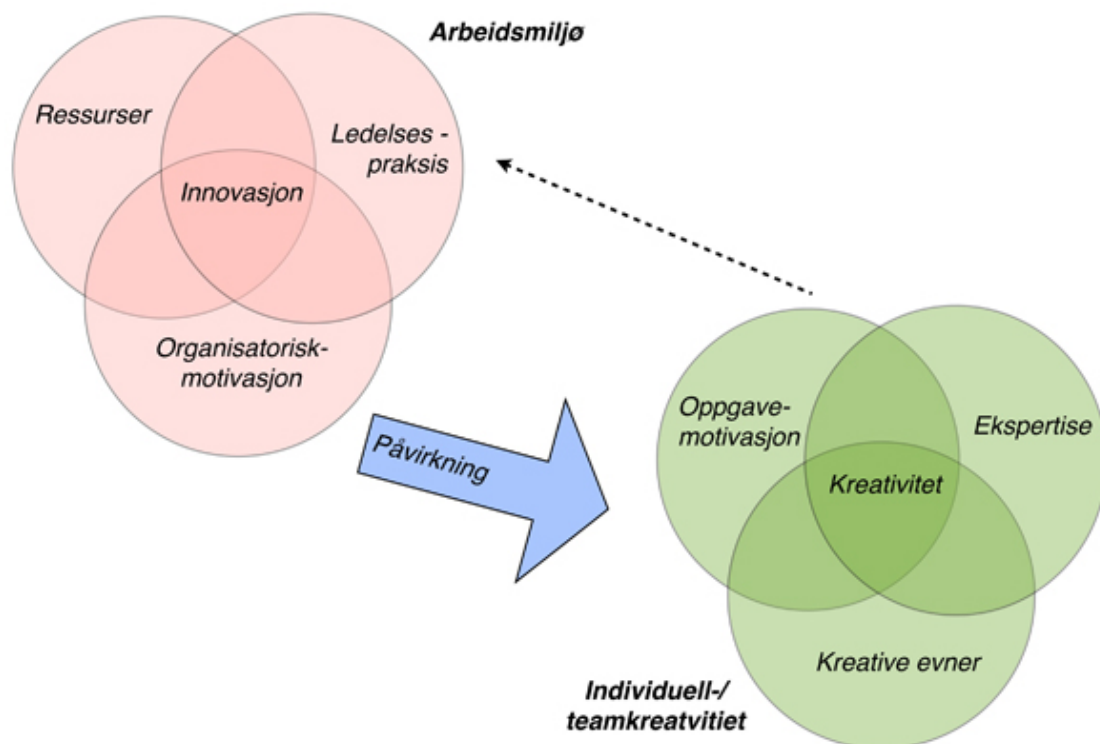 Arbeidsmiljø
Ressurser
Ledelses -
praksis
Innovasjon
Organisatorisk-
motivasjon
Påvirkning
Oppgave-
motivasjon
Ekspertise
Kreativitet
Kreative evner
Individuell-/
teamkreatvitiet